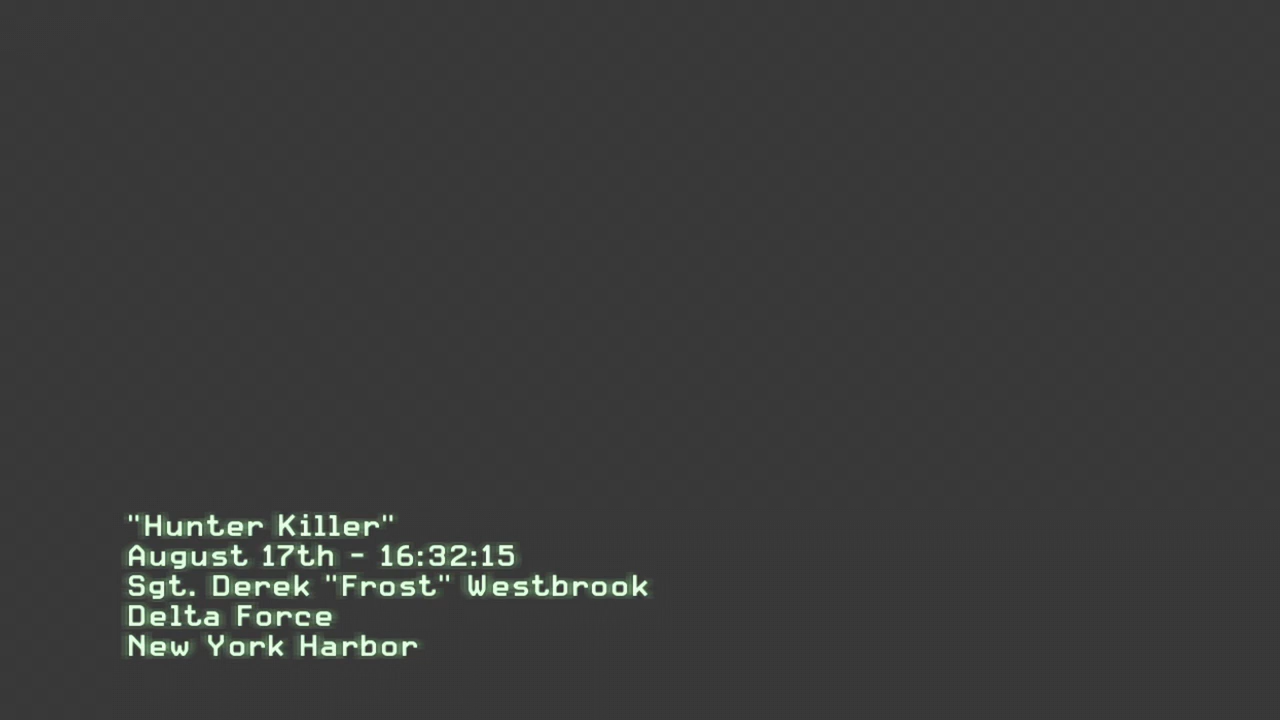 "Hunter Killer"
August 17th - 16:32:15
Sgt. Derek "Frost" Westbrook
Delta Force
New York Harbor